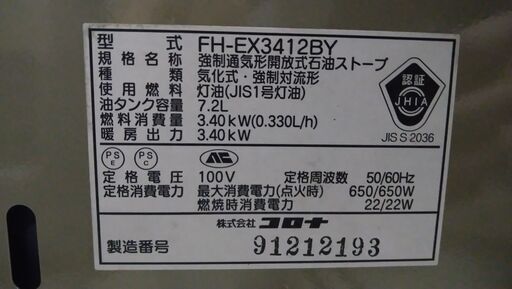 型式 FH-EX3412BY
規格名称 強制通気形開放式石油ストーブ
種類 気化式・強制対流形
使用燃料 灯油(JIS1号灯油)
油タンク容量 7.2L
燃料消費量 3.40kW(0.330L/h)
暖房出力 3.40kW
認証
JHIA
JIS S 2036
PS E PS C
定格電圧 100V 定格周波数 50/60Hz
定格消費電力 最大消費電力(点火時) 650/650W
燃焼時消費電力 22/22W
株式会社 コロナ
製造番号 91212193